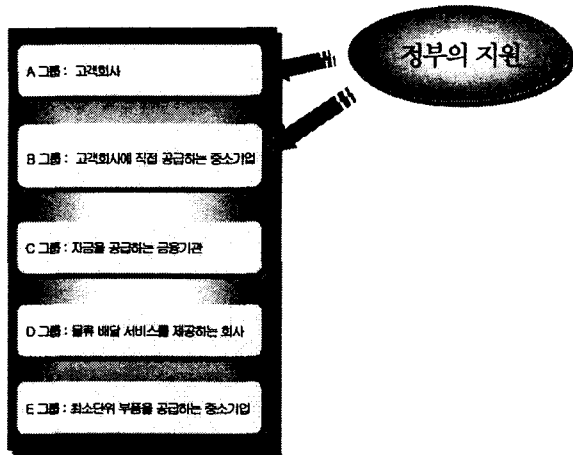 정부의 지원
A 그룹 : 고객회사
B 그룹 : 고객회사에 직접 공급하는 중소기업
C 그룹 : 자금을 공급하는 금융기관
D 그룹 : 물류 배달 서비스를 제공하는 회사
E 그룹 : 최소단위 부품을 공급하는 중소기업